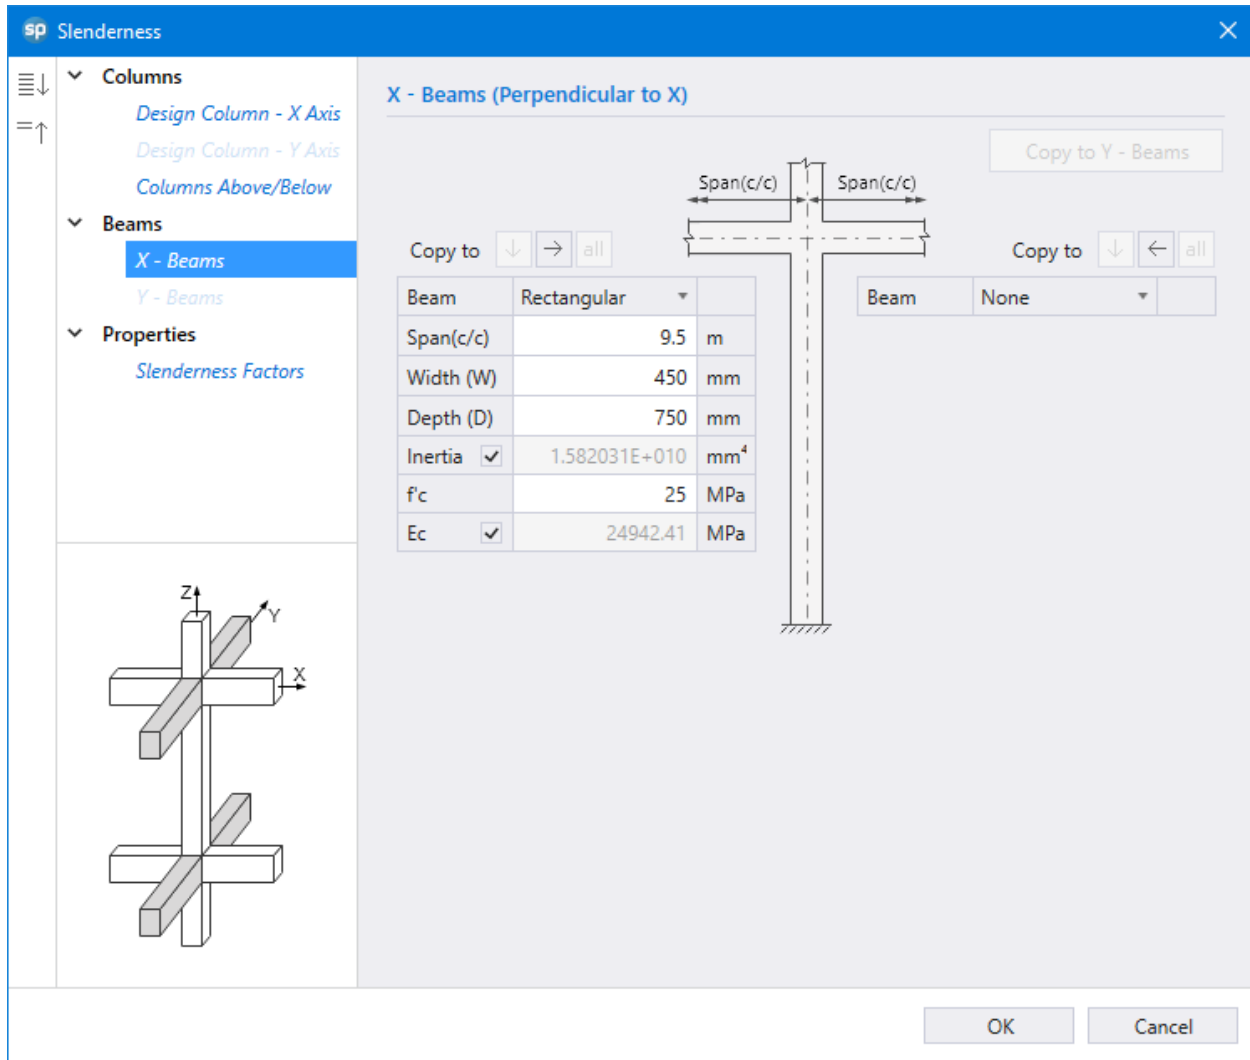 sp Slenderness
Columns
Design Column - X Axis
Design Column - Y Axis
Columns Above/Below
Beams
X - Beams
Y - Beams
Properties
Slenderness Factors
Z
Y
X
X - Beams (Perpendicular to X)
Copy to Y - Beams
Span(c/c) Span(c/c)
Copy to all
Beam Rectangular
Span(c/c) 9.5 m
Width (W) 450 mm
Depth (D) 750 mm
Inertia 1.582031E+010 mm⁴
f'c 25 MPa
Ec 24942.41 MPa
Copy to all
Beam None
OK Cancel